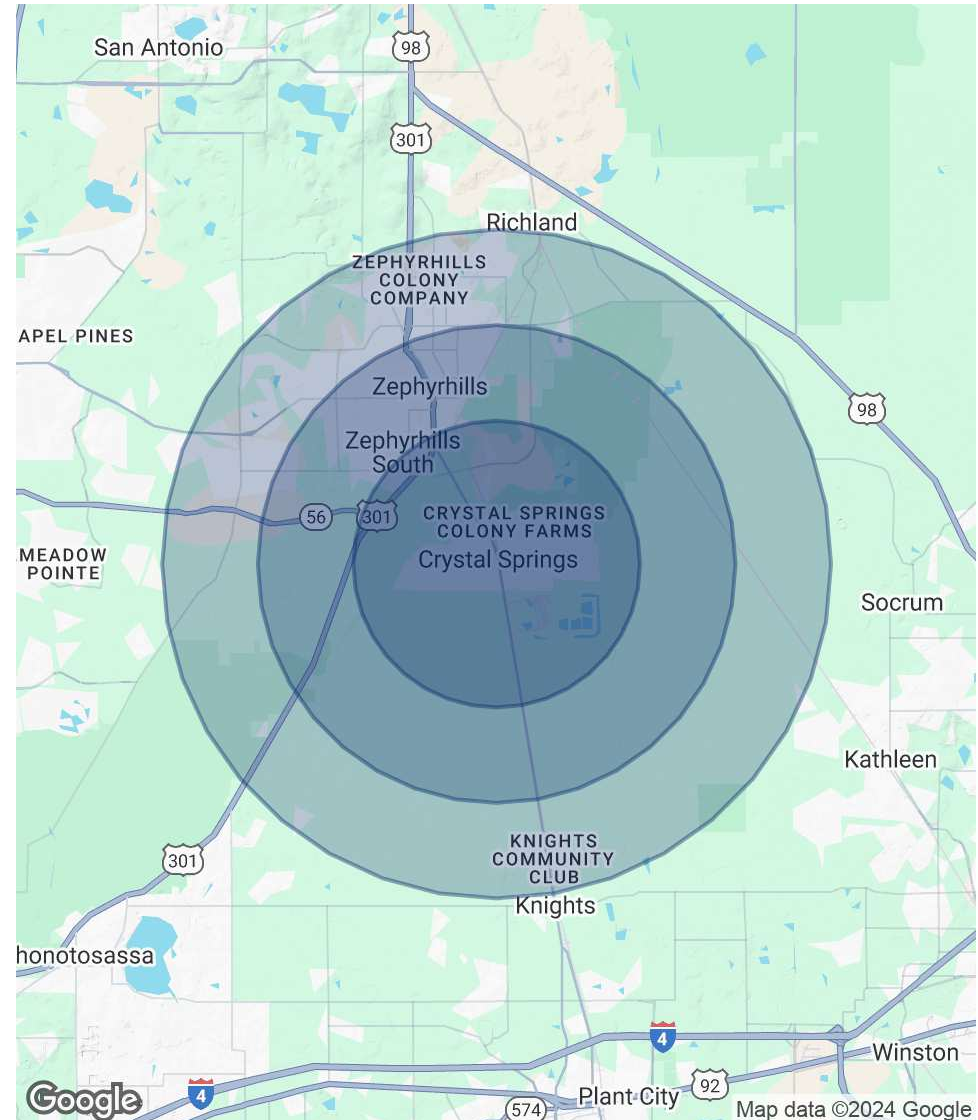 San Antonio
98
301
Richland
ZEPHYRHILLS
COLONY
COMPANY
APEL PINES
Zephyrhills
98
Zephyrhills
South
56
301
CRYSTAL SPRINGS
COLONY FARMS
Crystal Springs
MEADOW
POINTE
Socrum
Kathleen
KNIGHTS
COMMUNITY
CLUB
301
Knights
honotosassa
4
Winston
92
4
Plant City
574
Google
Map data ©2024 Google